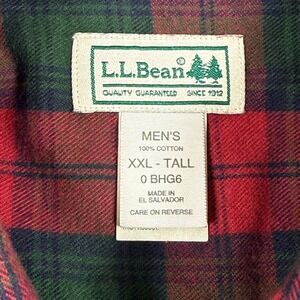 L.L.Bean®
QUALITY GUARANTEED SINCE 1912
MEN'S
100% COTTON
XXL - TALL
0 BHG6
MADE IN
EL SALVADOR
CARE ON REVERSE